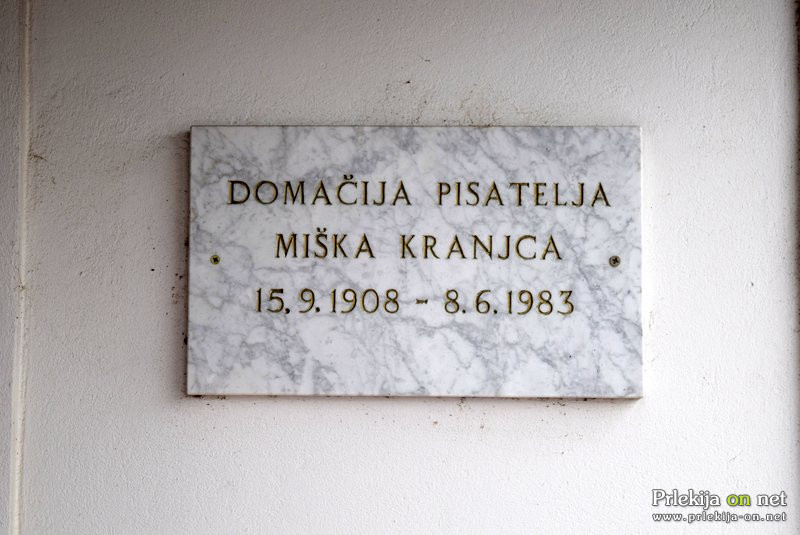 DOMAČIJA PISATELJA
MIŠKA KRANJCA
15.9.1908 - 8.6.1983
Prlekija on net
www.prlekija-on.net